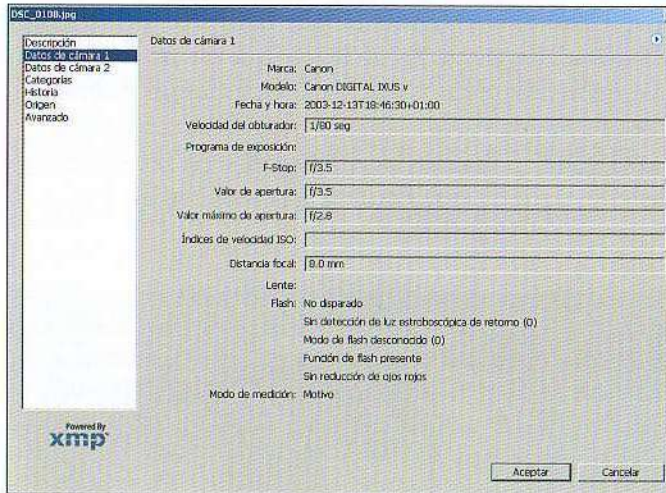 DSC_0108.jpg
Descripción
Datos de cámara 1
Datos de cámara 2
Categorías
Historia
Origen
Avanzado
Datos de cámara 1
Marca: Canon
Modelo: Canon DIGITAL IXUS v
Fecha y hora: 2003-12-13T18:46:30+01:00
Velocidad del obturador: 1/80 seg
Programa de exposición:
F-Stop: f/3.5
Valor de apertura: f/3.5
Valor máximo de apertura: f/2.8
Índices de velocidad ISO:
Distancia focal: 8.0 mm
Lente:
Flash: No disparado
Sin detección de luz estroboscópica de retorno (0)
Modo de flash desconocido (0)
Función de flash presente
Sin reducción de ojos rojos
Modo de medición: Motivo
Powered By
xmp
Aceptar
Cancelar